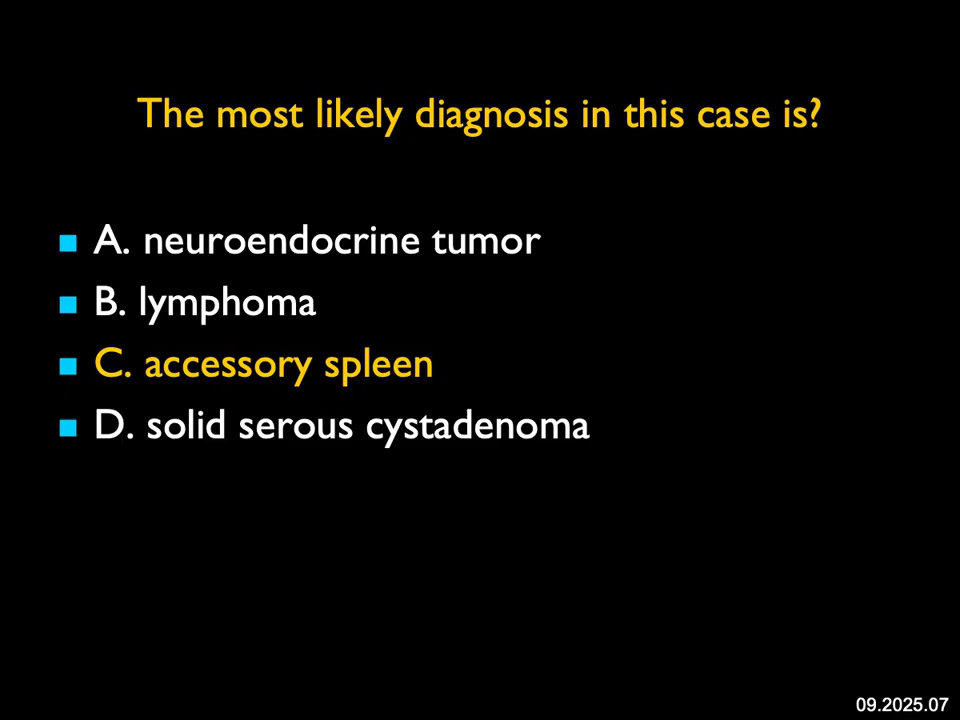 The most likely diagnosis in this case is?
A. neuroendocrine tumor
B. lymphoma
C. accessory spleen
D. solid serous cystadenoma
09.2025.07